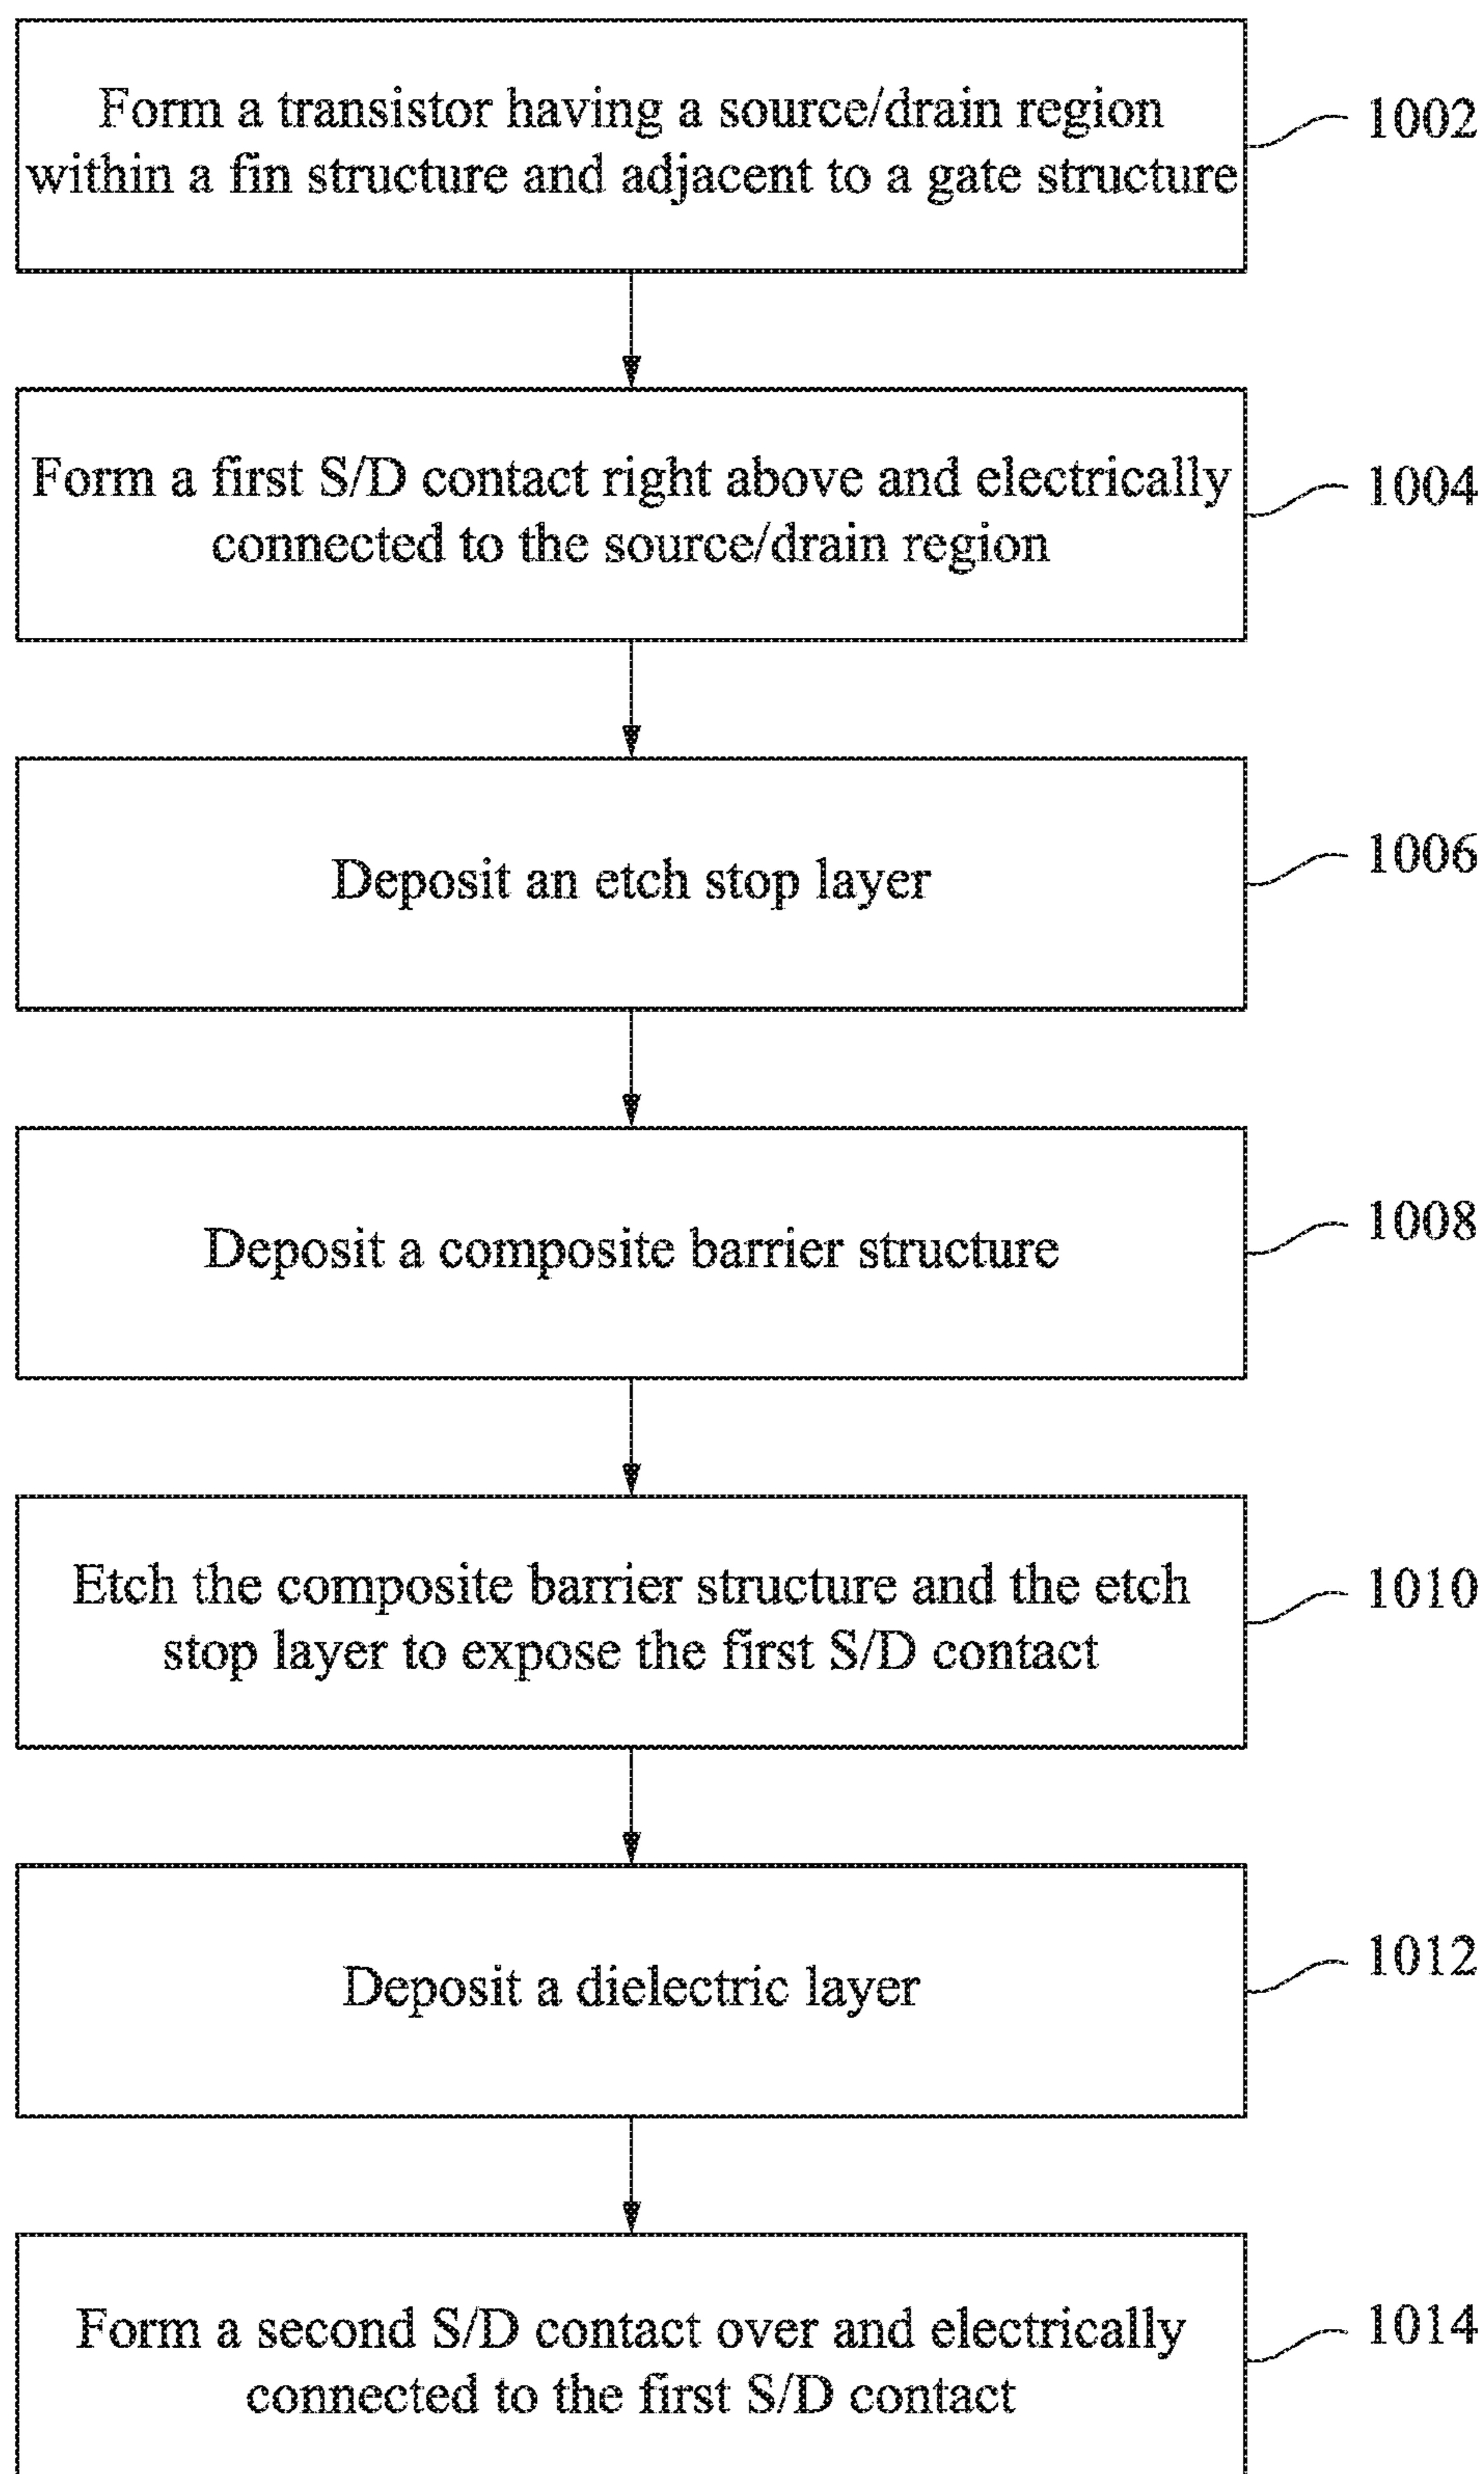 Form a transistor having a source/drain region
within a fin structure and adjacent to a gate structure
1002
Form a first S/D contact right above and electrically
connected to the source/drain region
1004
Deposit an etch stop layer
1006
Deposit a composite barrier structure
1008
Etch the composite barrier structure and the etch
stop layer to expose the first S/D contact
1010
Deposit a dielectric layer
1012
Form a second S/D contact over and electrically
connected to the first S/D contact
1014